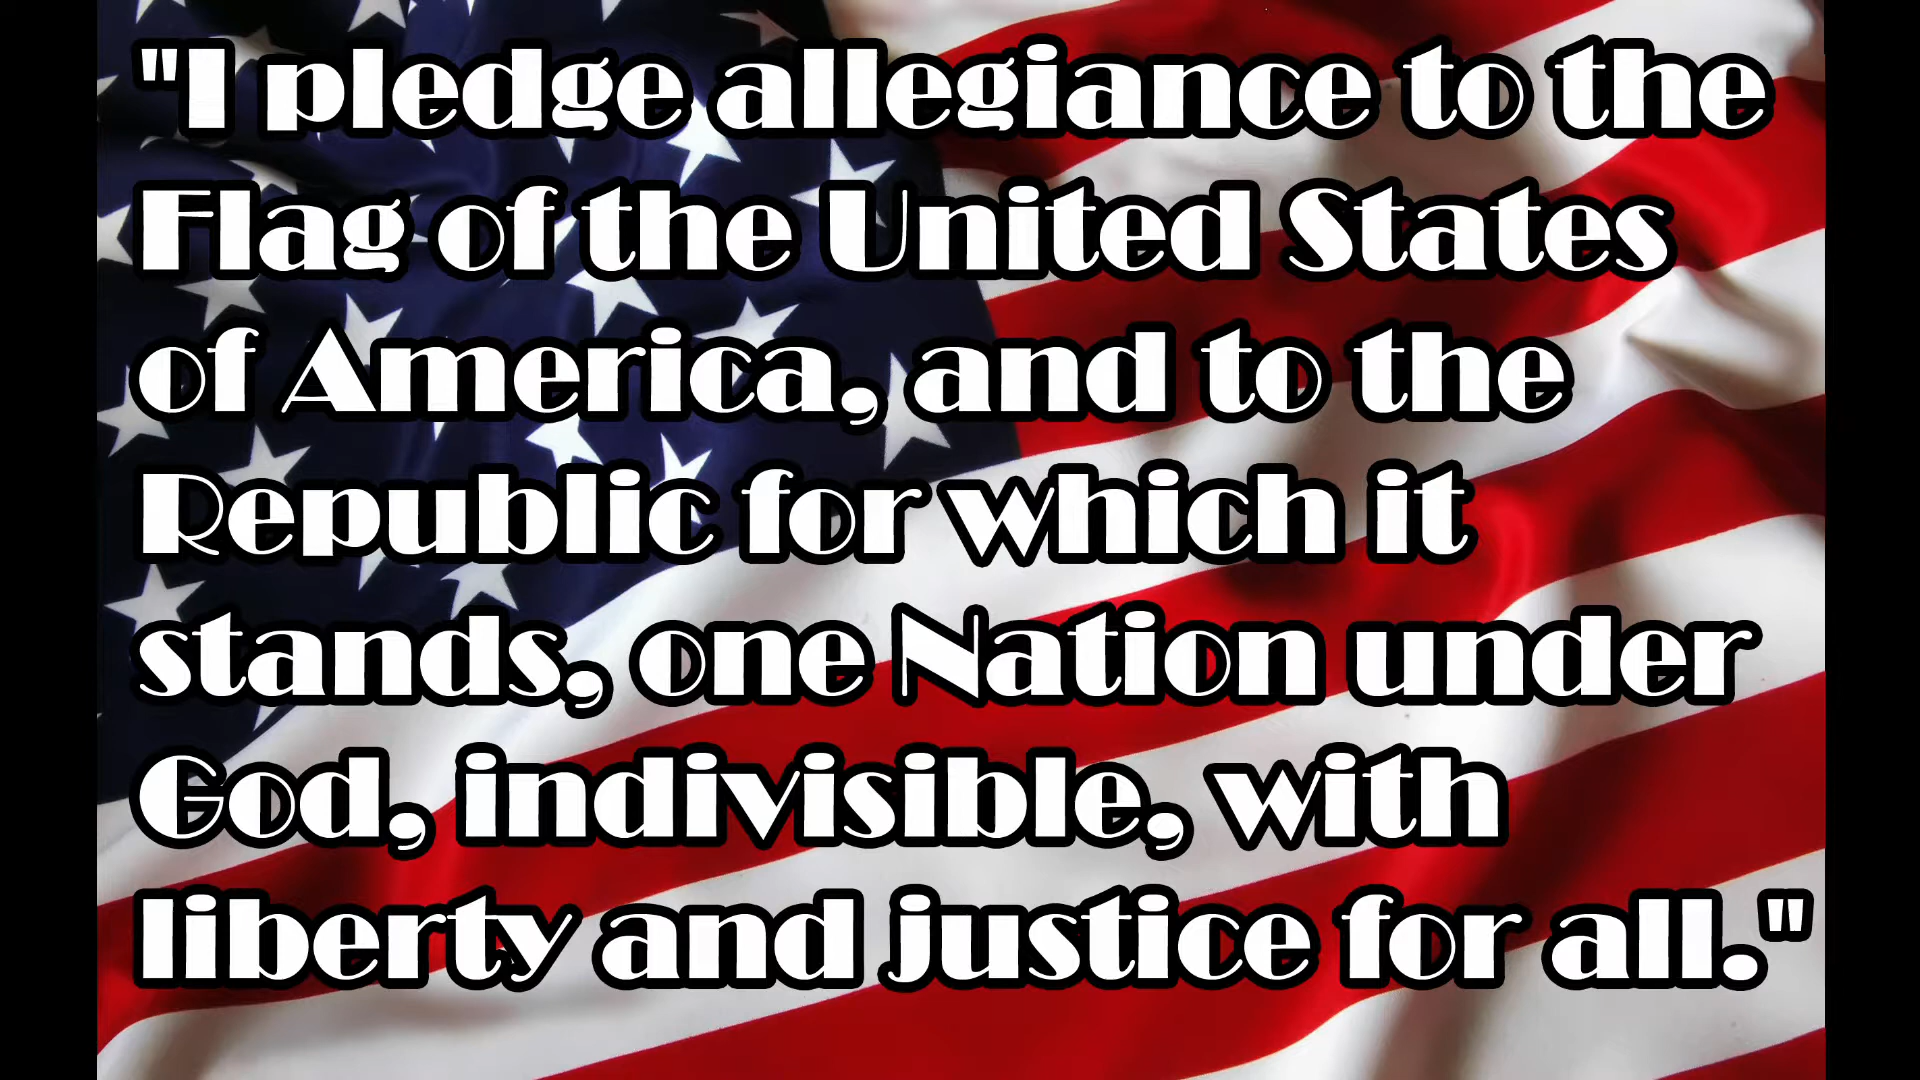 "I pledge allegiance to the
Flag of the United States
of America, and to the
Republic for which it
stands, one Nation under
God, indivisible, with
liberty and justice for all."